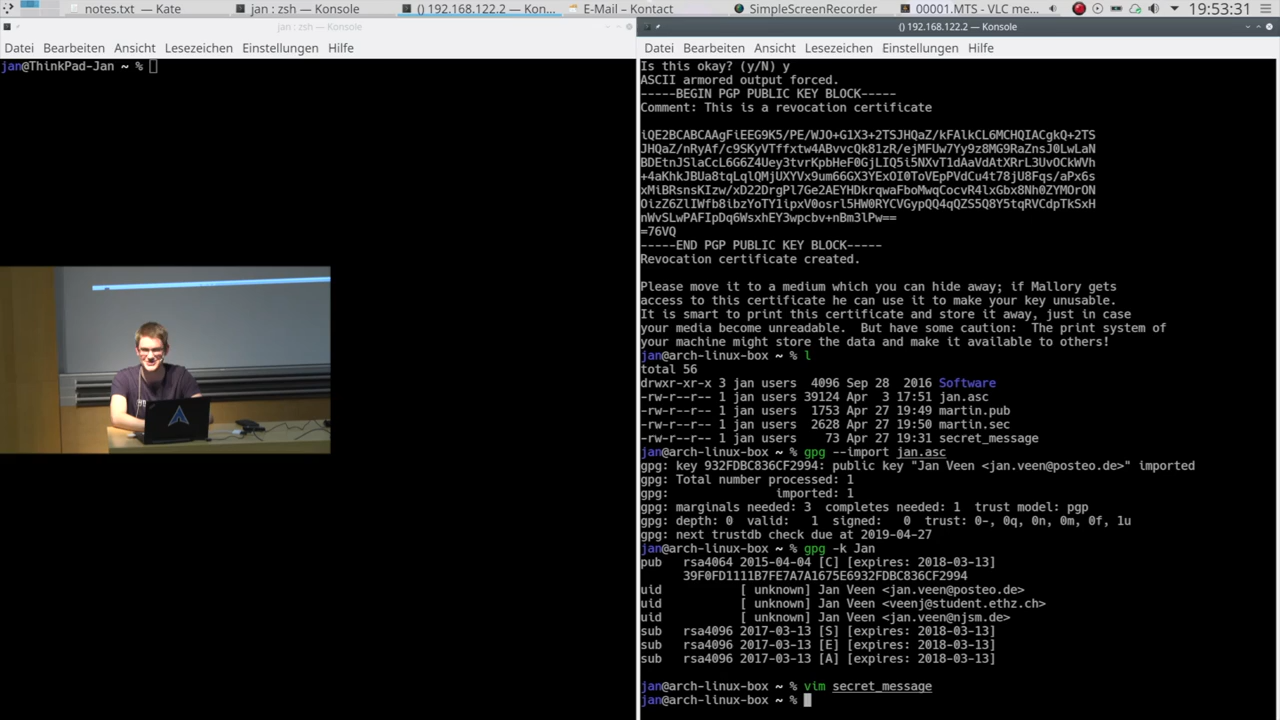 notes.txt — Kate
jan : zsh — Konsole
() 192.168.122.2 — Kon...
E-Mail – Kontact
SimpleScreenRecorder
00001.MTS - VLC me...
19:53:31
jan : zsh — Konsole
() 192.168.122.2 — Konsole
Datei Bearbeiten Ansicht Lesezeichen Einstellungen Hilfe
Datei Bearbeiten Ansicht Lesezeichen Einstellungen Hilfe
jan@ThinkPad-Jan ~ %
Is this okay? (y/N) y
ASCII armored output forced.
-----BEGIN PGP PUBLIC KEY BLOCK-----
Comment: This is a revocation certificate
iQE2BCABCAAgFiEEG9K5/PE/WJO+G1X3+2TSJHQaZ/kFAlkCL6MCHQIACgkQ+2TS
JHQaZ/nRyAf/c9SKyVTffxtw4ABvvcQk81zR/ejMFUw7Yy9z8MG9RaZnsJ0LwLaN
BDEtnJSlaCcL6G6Z4Uey3tvrKpbHeF0GjLIQ5i5NXvT1dAaVdAtXRrL3UvOCkWVh
+4aKhkJBUa8tqLqlQMjUXYVx9um66GX3YExOI0ToVEpPVdCu4t78jU8Fqs/aPx6s
xMiBRsnsKIzw/xD22DrgPl7Ge2AEYHDkrqwaFboMwqCocvR4lxGbx8Nh0ZYMOrON
OizZ6ZlIWfb8ibzYoTY1ipxV0osrl5HW0RYCVGypQQ4qQZS5Q8Y5tqRVCdpTkSxH
nWvSLwPAFIpDq6WsxhEY3wpcbv+nBm3lPw==
=76VQ
-----END PGP PUBLIC KEY BLOCK-----
Revocation certificate created.
Please move it to a medium which you can hide away; if Mallory gets
access to this certificate he can use it to make your key unusable.
It is smart to print this certificate and store it away, just in case
your media become unreadable.  But have some caution:  The print system of
your machine might store the data and make it available to others!
jan@arch-linux-box ~ % l
total 56
drwxr-xr-x 3 jan users  4096 Sep 28  2016 Software
-rw-r--r-- 1 jan users 39124 Apr  3 17:51 jan.asc
-rw-r--r-- 1 jan users  1753 Apr 27 19:49 martin.pub
-rw-r--r-- 1 jan users  2628 Apr 27 19:50 martin.sec
-rw-r--r-- 1 jan users    73 Apr 27 19:31 secret_message
jan@arch-linux-box ~ % gpg --import jan.asc
gpg: key 932FDBC836CF2994: public key "Jan Veen <jan.veen@posteo.de>" imported
gpg: Total number processed: 1
gpg:               imported: 1
gpg: marginals needed: 3  completes needed: 1  trust model: pgp
gpg: depth: 0  valid:   1  signed:   0  trust: 0-, 0q, 0n, 0m, 0f, 1u
gpg: next trustdb check due at 2019-04-27
jan@arch-linux-box ~ % gpg -k Jan
pub   rsa4064 2015-04-04 [C] [expires: 2018-03-13]
39F0FD1111B7FE7A7A1675E6932FDBC836CF2994
uid           [ unknown] Jan Veen <jan.veen@posteo.de>
uid           [ unknown] Jan Veen <veenj@student.ethz.ch>
uid           [ unknown] Jan Veen <jan.veen@njsm.de>
sub   rsa4096 2017-03-13 [S] [expires: 2018-03-13]
sub   rsa4096 2017-03-13 [E] [expires: 2018-03-13]
sub   rsa4096 2017-03-13 [A] [expires: 2018-03-13]
jan@arch-linux-box ~ % vim secret_message
jan@arch-linux-box ~ %